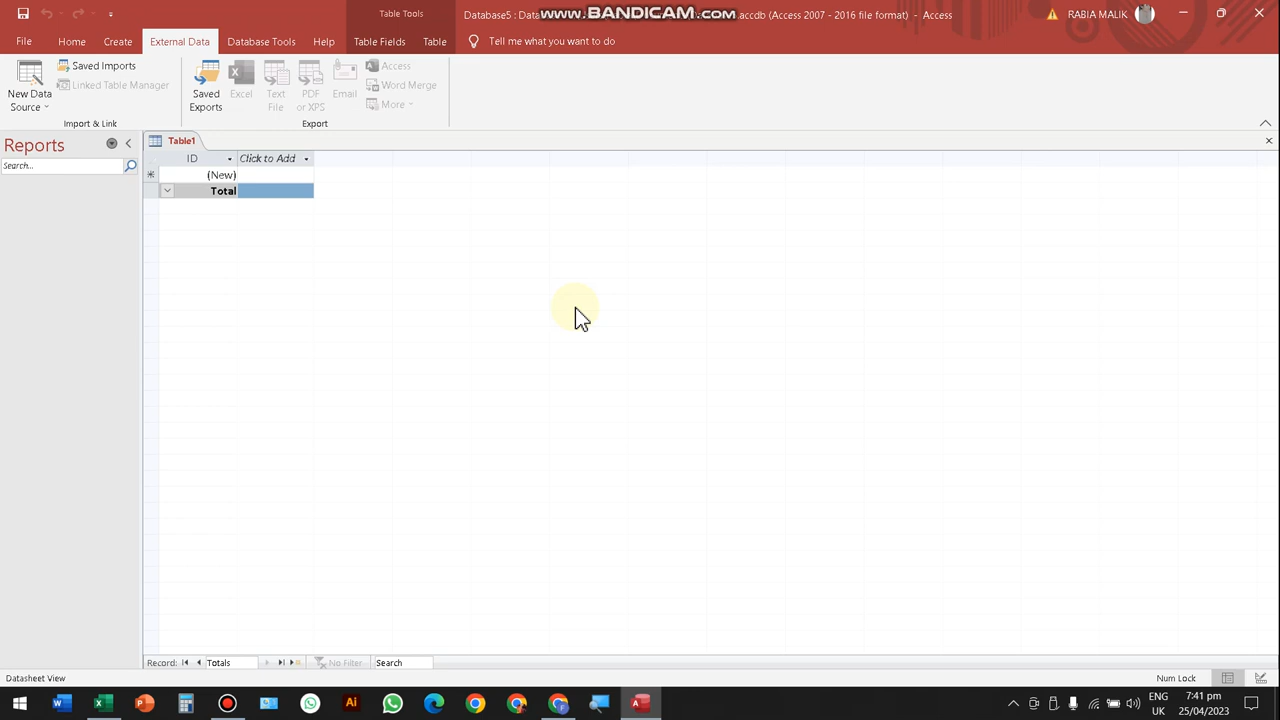 Table Tools
Database5 : Data
www.BANDICAM.com
.accdb (Access 2007 - 2016 file format) - Access
RABIA MALIK
File
Home
Create
External Data
Database Tools
Help
Table Fields
Table
Tell me what you want to do
New Data
Source
Saved Imports
Linked Table Manager
Import & Link
Saved
Exports
Excel
Text
File
PDF
or XPS
Email
Access
Word Merge
More
Export
Reports
Search...
Table1
ID
Click to Add
(New)
Total
Record:
Totals
No Filter
Search
Datasheet View
Num Lock
ENG
UK
7:41 pm
25/04/2023